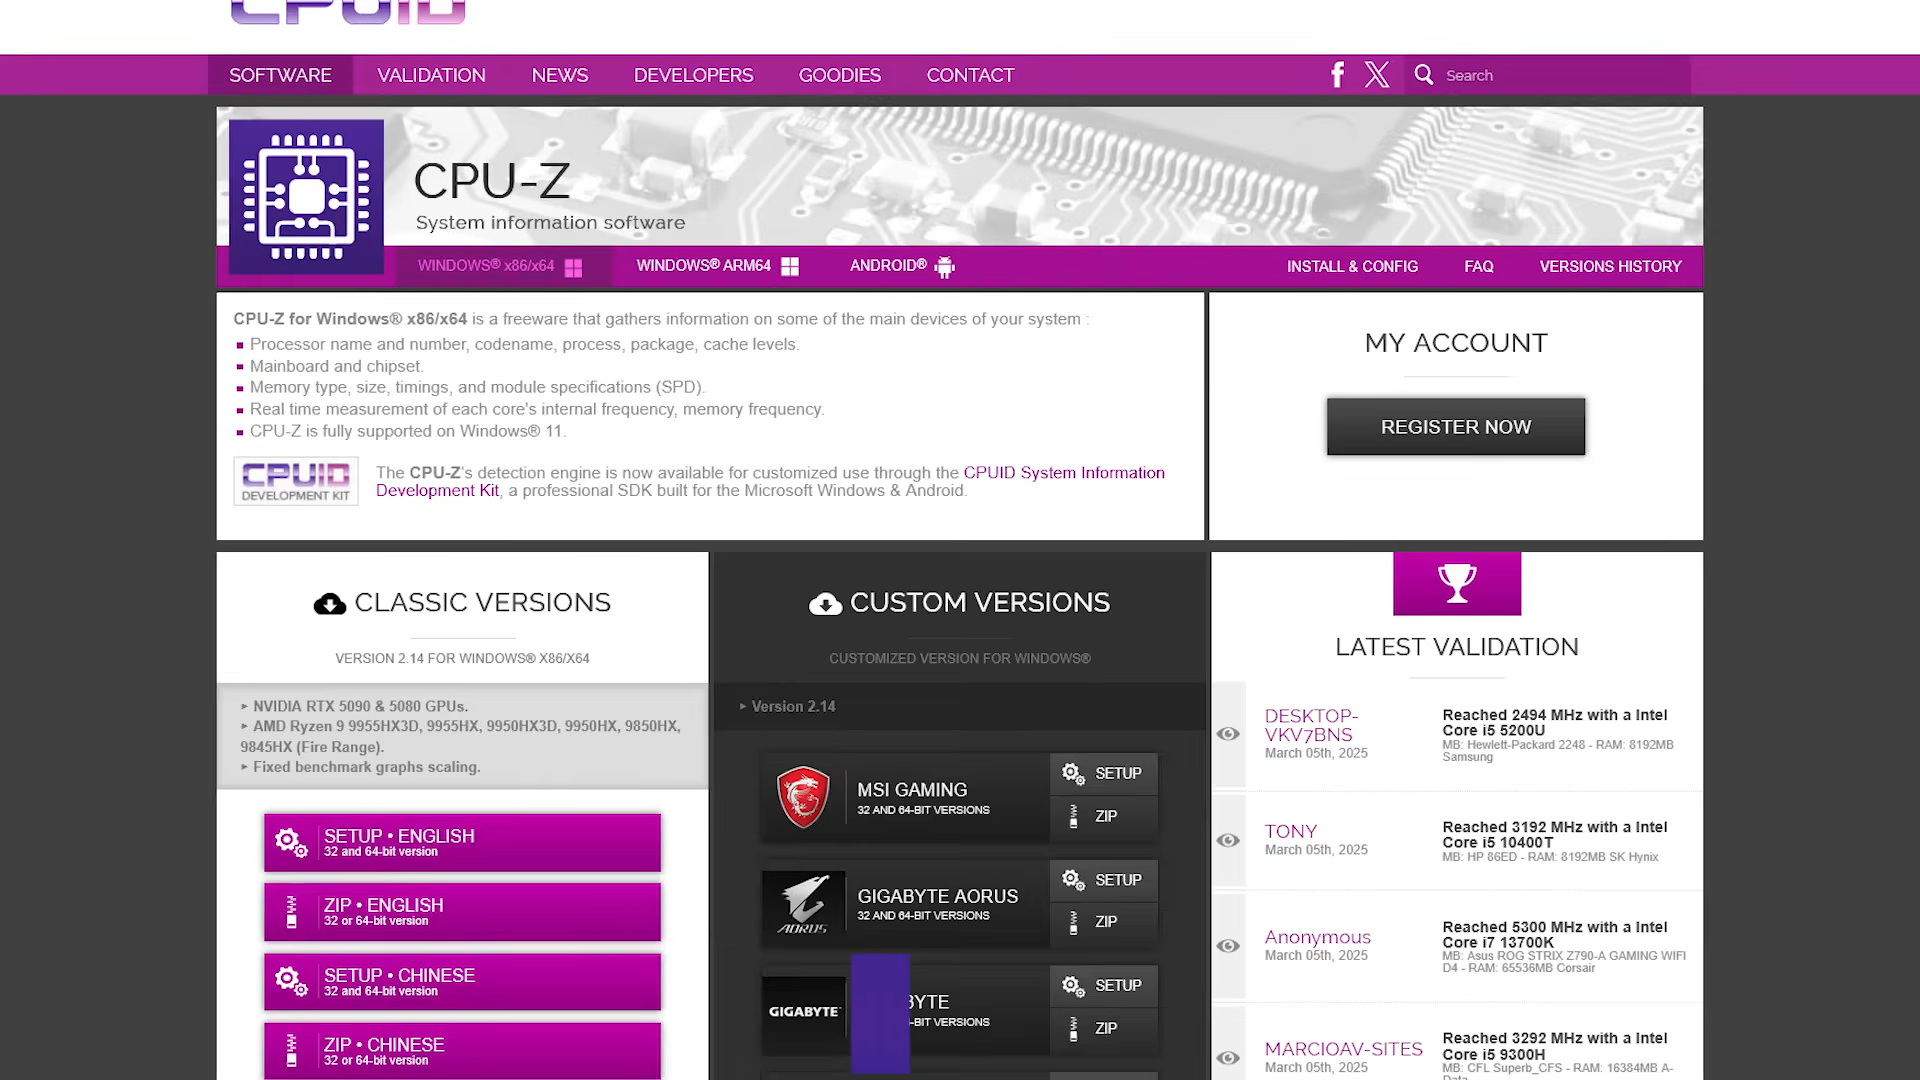 CPUID
SOFTWARE
VALIDATION
NEWS
DEVELOPERS
GOODIES
CONTACT
Search
CPU-Z
System information software
WINDOWS® x86/x64
WINDOWS® ARM64
ANDROID®
INSTALL & CONFIG
FAQ
VERSIONS HISTORY
CPU-Z for Windows® x86/x64 is a freeware that gathers information on some of the main devices of your system :
Processor name and number, codename, process, package, cache levels.
Mainboard and chipset.
Memory type, size, timings, and module specifications (SPD).
Real time measurement of each core's internal frequency, memory frequency.
CPU-Z is fully supported on Windows® 11.
CPUID
DEVELOPMENT KIT
The CPU-Z's detection engine is now available for customized use through the CPUID System Information
Development Kit, a professional SDK built for the Microsoft Windows & Android.
MY ACCOUNT
REGISTER NOW
CLASSIC VERSIONS
VERSION 2.14 FOR WINDOWS® X86/X64
NVIDIA RTX 5090 & 5080 GPUs.
AMD Ryzen 9 9955HX3D, 9955HX, 9950HX3D, 9950HX, 9850HX,
9845HX (Fire Range).
Fixed benchmark graphs scaling.
SETUP • ENGLISH
32 and 64-bit version
ZIP • ENGLISH
32 or 64-bit version
SETUP • CHINESE
32 and 64-bit version
ZIP • CHINESE
32 or 64-bit version
CUSTOM VERSIONS
CUSTOMIZED VERSION FOR WINDOWS®
Version 2.14
MSI GAMING
32 AND 64-BIT VERSIONS
SETUP
ZIP
AORUS
GIGABYTE AORUS
32 AND 64-BIT VERSIONS
SETUP
ZIP
GIGABYTE
BYTE
-BIT VERSIONS
SETUP
ZIP
LATEST VALIDATION
DESKTOP-
VKV7BNS
March 05th, 2025
Reached 2494 MHz with a Intel
Core i5 5200U
MB: Hewlett-Packard 2248 - RAM: 8192MB
Samsung
TONY
March 05th, 2025
Reached 3192 MHz with a Intel
Core i5 10400T
MB: HP 86ED - RAM: 8192MB SK Hynix
Anonymous
March 05th, 2025
Reached 5300 MHz with a Intel
Core i7 13700K
MB: Asus ROG STRIX Z790-A GAMING WIFI
D4 - RAM: 65536MB Corsair
MARCIOAV-SITES
March 05th, 2025
Reached 3292 MHz with a Intel
Core i5 9300H
MB: CFL Superb_CFS - RAM: 16384MB A-
Data